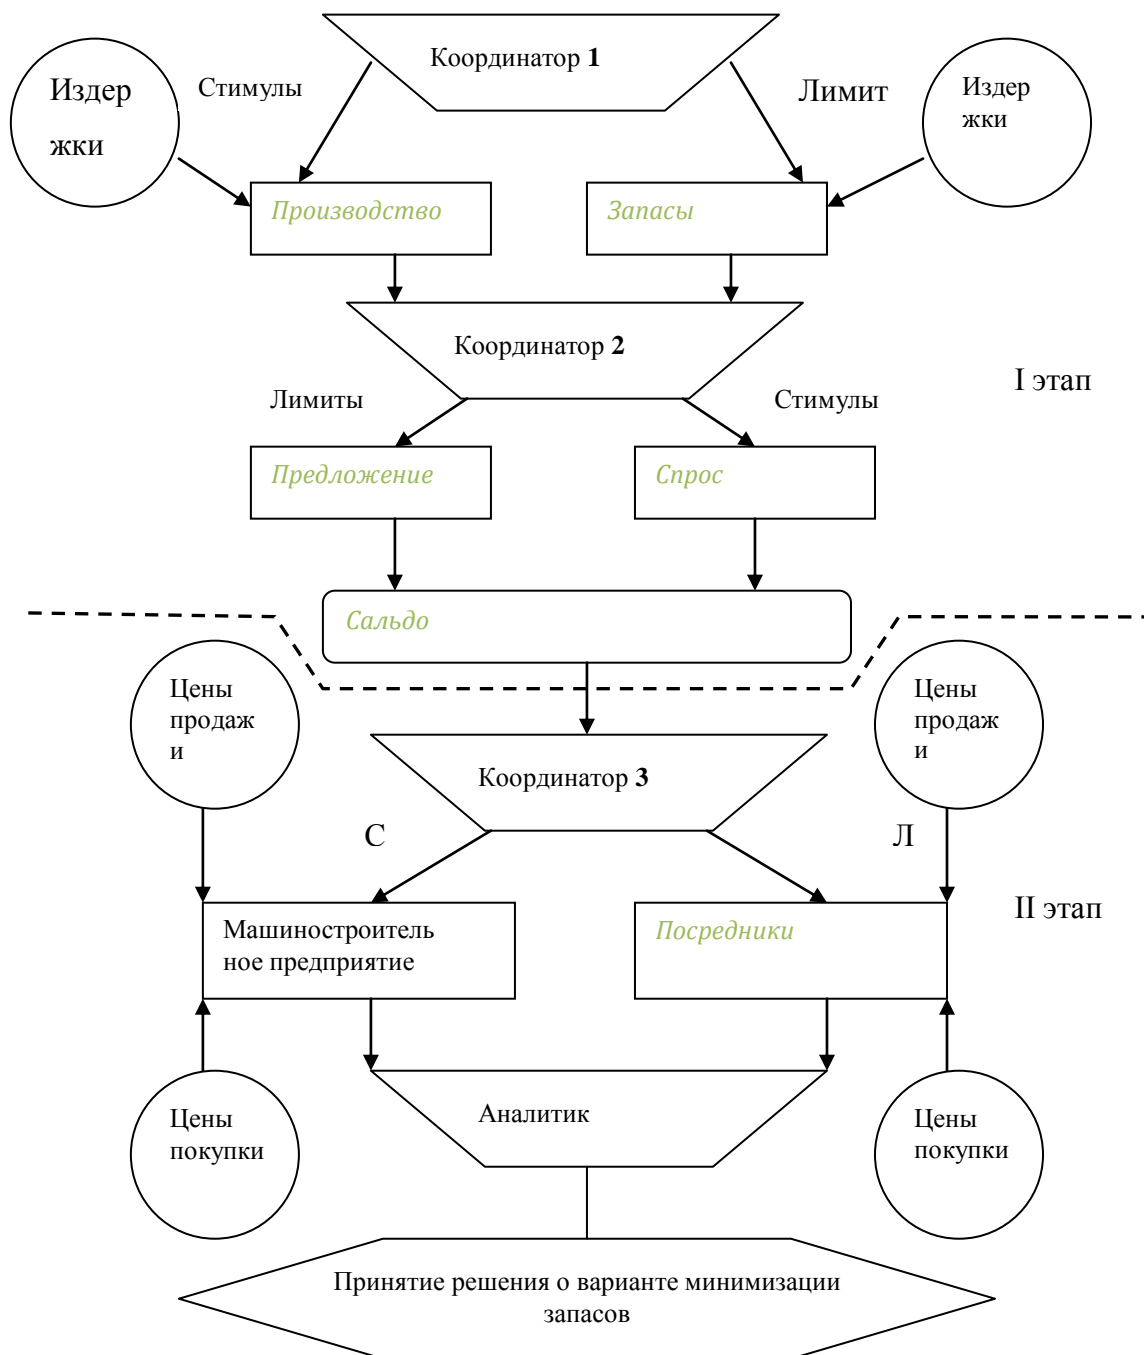 Координатор 1
Издер
жки
Стимулы
Лимит
Издер
жки
Производство
Запасы
Координатор 2
I этап
Лимиты
Стимулы
Предложение
Спрос
Сальдо
Цены
продаж
и
Цены
продаж
и
Координатор 3
С
Л
Машиностроитель
ное предприятие
Посредники
II этап
Цены
покупки
Аналитик
Цены
покупки
Принятие решения о варианте минимизации
запасов